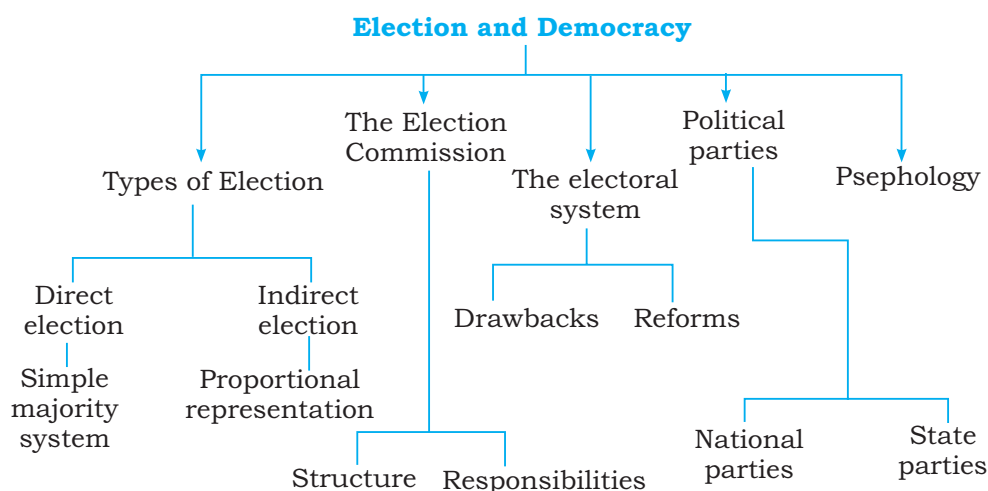 Election and Democracy
The Election
Commission
Political
parties
Types of Election
The electoral
system
Psephology
Direct
election
Indirect
election
Drawbacks
Reforms
Simple
majority
system
Proportional
representation
National
parties
State
parties
Structure
Responsibilities